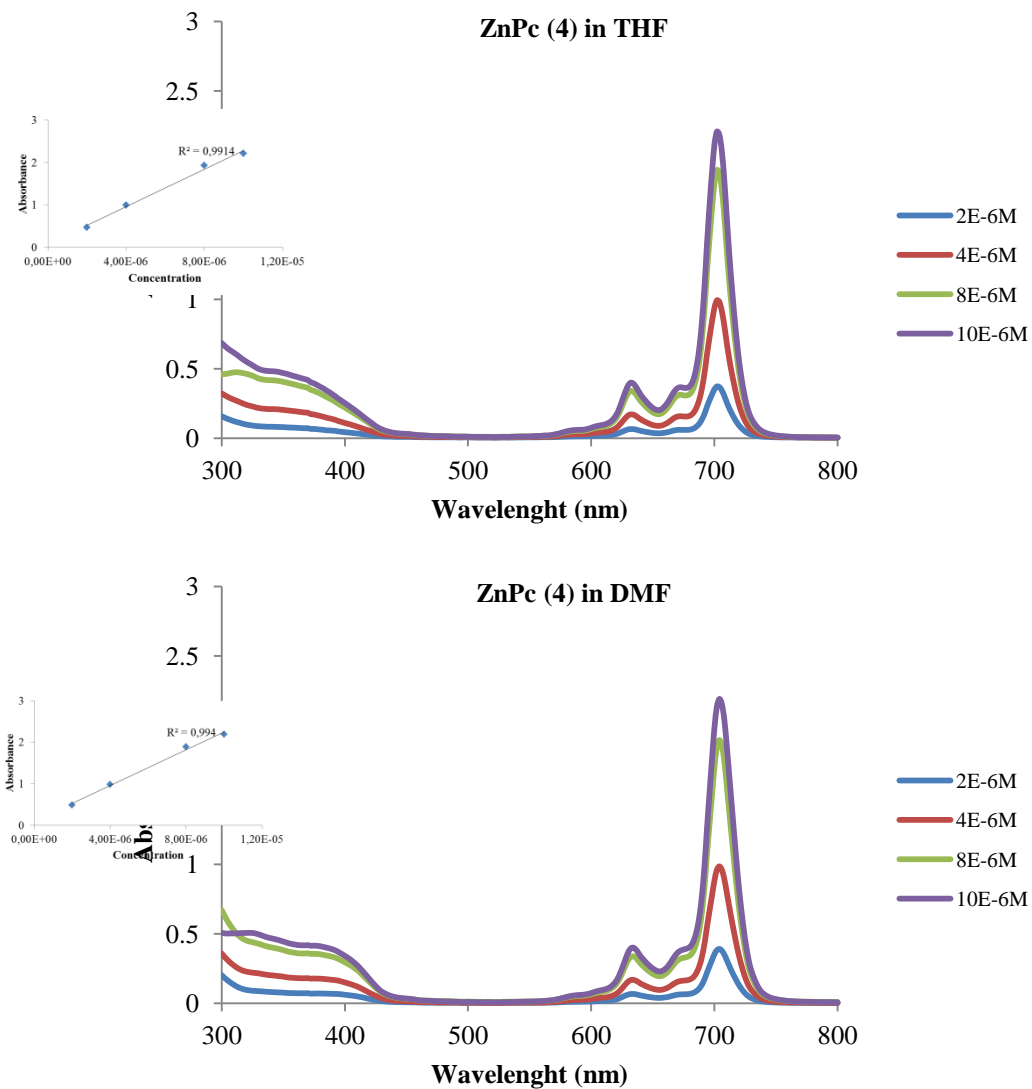 ZnPc (4) in THF
3
2.5
1
0.5
0
300 400 500 600 700 800
Wavelenght (nm)
3
2
1
0
Absorbance
R² = 0,9914
0,00E+00 4,00E-06 8,00E-06 1,20E-05
Concentration
2E-6M
4E-6M
8E-6M
10E-6M
ZnPc (4) in DMF
3
2.5
1
0.5
0
300 400 500 600 700 800
Wavelenght (nm)
3
2
1
0
Absorbance
R² = 0,994
0,00E+00 4,00E-06 8,00E-06 1,20E-05
Concentration
2E-6M
4E-6M
8E-6M
10E-6M